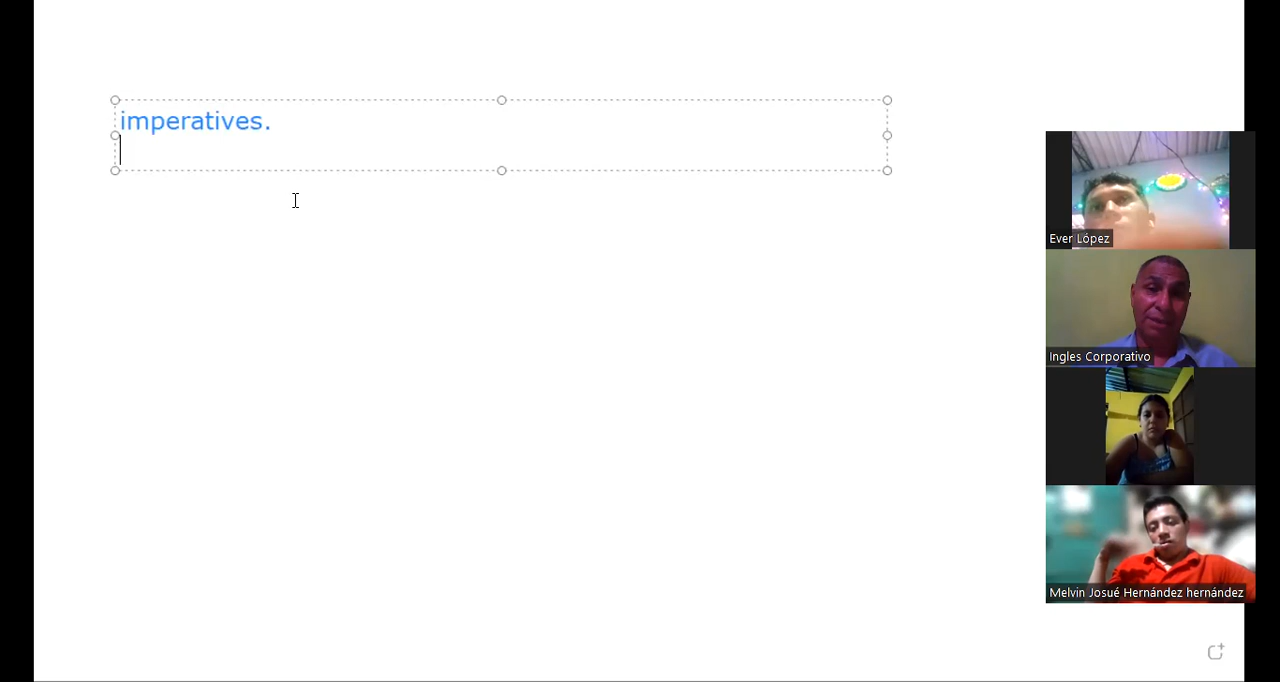 imperatives.
Ever López
Ingles Corporativo
Melvin Josué Hernández hernández